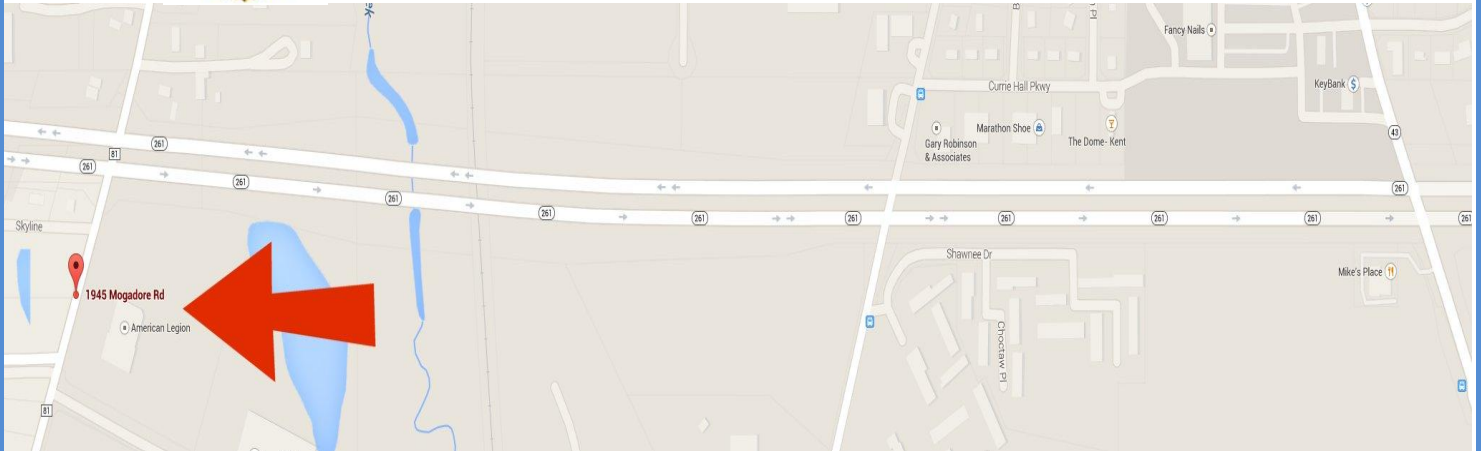 ek
B
n Pl
Fancy Nails
KeyBank
$
Currie Hall Pkwy
Marathon Shoe
The Dome- Kent
Gary Robinson
& Associates
43
261
81
261
261
261
261
261
261
261
261
261
261
261
Skyline
Shawnee Dr
Mike's Place
1945 Mogadore Rd
American Legion
Choctaw Pl
81